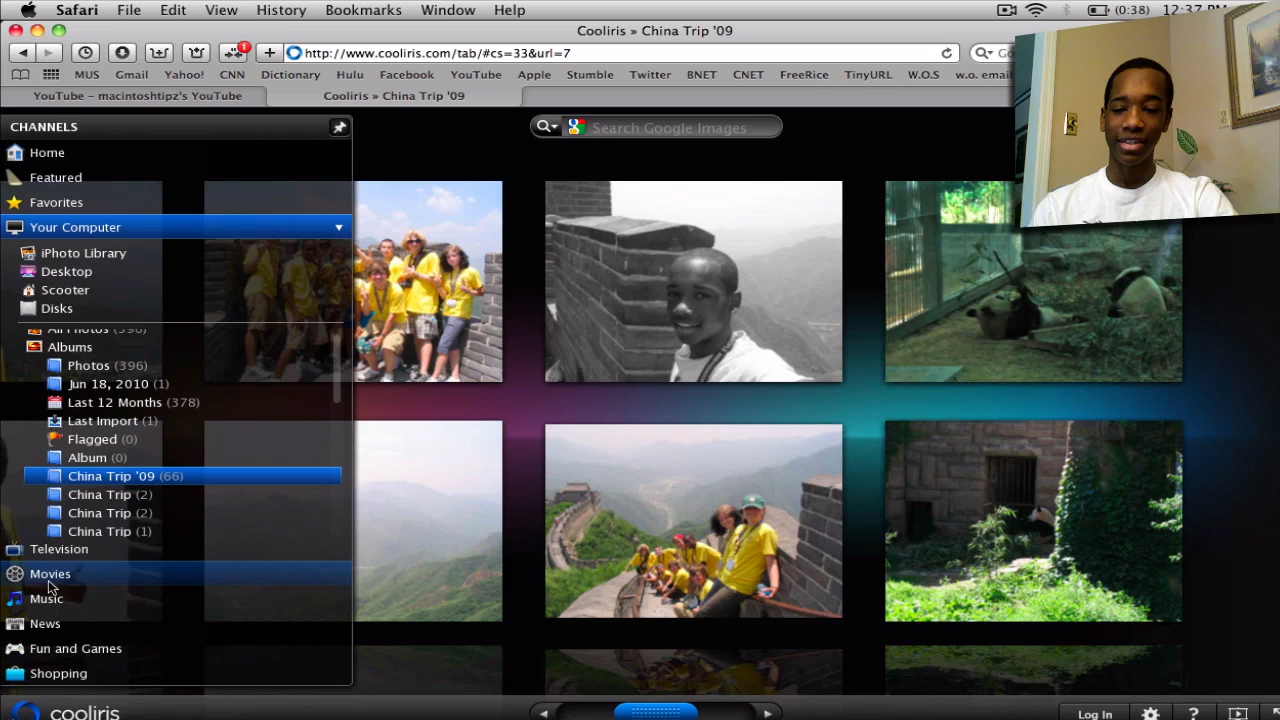 Safari File Edit View History Bookmarks Window Help (0:38) 12:37 PM
Cooliris » China Trip '09
1
http://www.cooliris.com/tab/#cs=33&url=7
MUS Gmail Yahoo! CNN Dictionary Hulu Facebook YouTube Apple Stumble Twitter BNET CNET FreeRice TinyURL W.O.S w.o. email
YouTube - macintoshtipz's YouTube Cooliris » China Trip '09
CHANNELS
Search Google Images
Home
Featured
Favorites
Your Computer
iPhoto Library
Desktop
Scooter
Disks
All Photos (396)
Albums
Photos (396)
Jun 18, 2010 (1)
Last 12 Months (378)
Last Import (1)
Flagged (0)
Album (0)
China Trip '09 (66)
China Trip (2)
China Trip (2)
China Trip (1)
Television
Movies
Music
News
Fun and Games
Shopping
cooliris
Log In
?